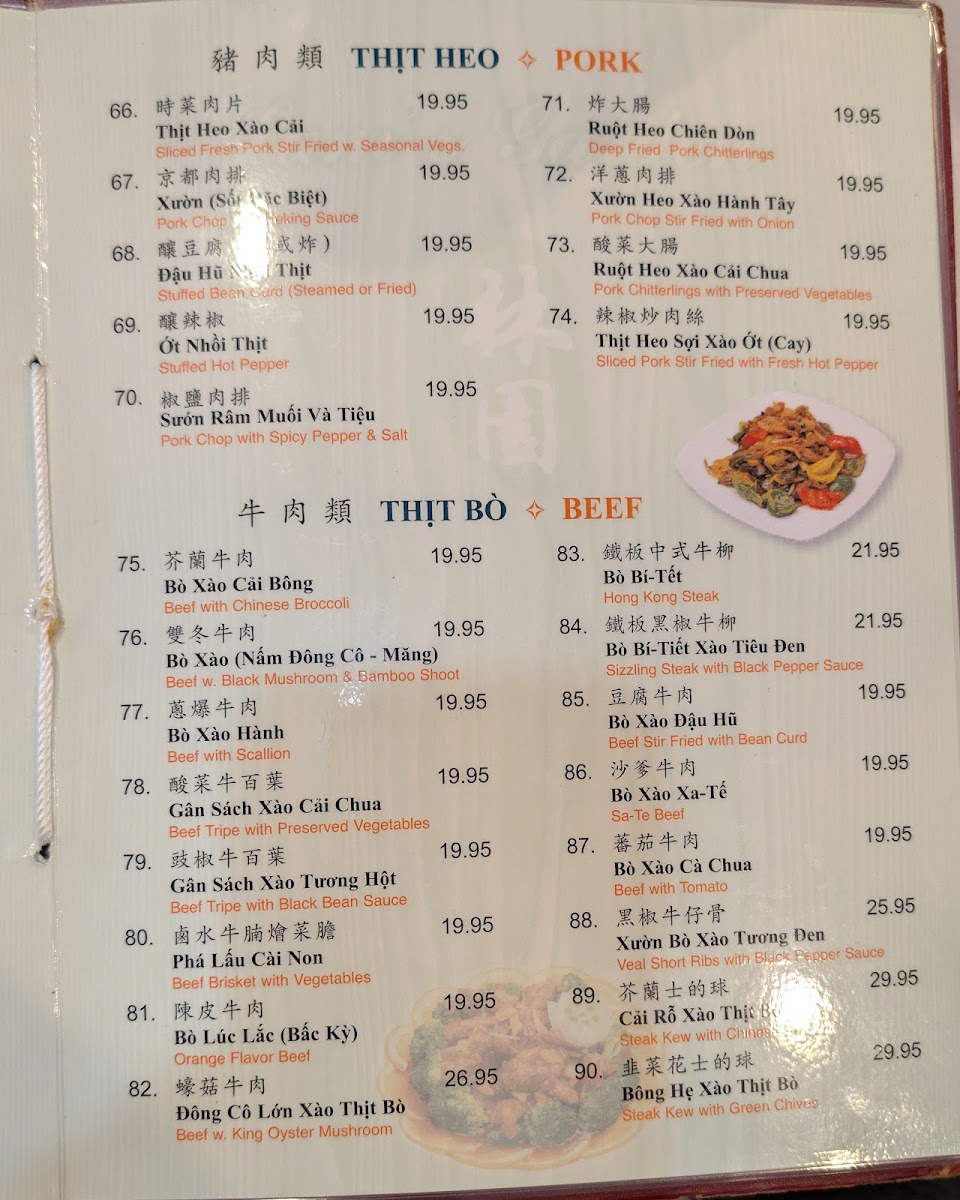 豬肉類 THỊT HEO ✧ PORK
66. 時菜肉片 19.95
Thịt Heo Xào Cải
Sliced Fresh Pork Stir Fried w. Seasonal Vegs.
67. 京都肉排 19.95
Xườn (Sốt Đặc Biệt)
Pork Chop Peking Sauce
68. 釀豆腐 或炸) 19.95
Đậu Hũ Nhồi Thịt
Stuffed Bean Curd (Steamed or Fried)
69. 釀辣椒 19.95
Ớt Nhồi Thịt
Stuffed Hot Pepper
70. 椒鹽肉排 19.95
Sướn Râm Muối Và Tiệu
Pork Chop with Spicy Pepper & Salt
71. 炸大腸 19.95
Ruột Heo Chiên Dòn
Deep Fried Pork Chitterlings
72. 洋蔥肉排 19.95
Xườn Heo Xào Hành Tây
Pork Chop Stir Fried with Onion
73. 酸菜大腸 19.95
Ruột Heo Xào Cải Chua
Pork Chitterlings with Preserved Vegetables
74. 辣椒炒肉絲 19.95
Thịt Heo Sợi Xào Ớt (Cay)
Sliced Pork Stir Fried with Fresh Hot Pepper
牛肉類 THỊT BÒ ✧ BEEF
75. 芥蘭牛肉 19.95
Bò Xào Cải Bông
Beef with Chinese Broccoli
76. 雙冬牛肉 19.95
Bò Xào (Nấm Đông Cô - Măng)
Beef w. Black Mushroom & Bamboo Shoot
77. 蔥爆牛肉 19.95
Bò Xào Hành
Beef with Scallion
78. 酸菜牛百葉 19.95
Gân Sách Xào Cải Chua
Beef Tripe with Preserved Vegetables
79. 豉椒牛百葉 19.95
Gân Sách Xào Tương Hột
Beef Tripe with Black Bean Sauce
80. 鹵水牛腩燴菜膽 19.95
Phá Lấu Cài Non
Beef Brisket with Vegetables
81. 陳皮牛肉 19.95
Bò Lúc Lắc (Bấc Kỳ)
Orange Flavor Beef
82. 蠔菇牛肉 26.95
Đông Cô Lớn Xào Thịt Bò
Beef w. King Oyster Mushroom
83. 鐵板中式牛柳 21.95
Bò Bí-Tết
Hong Kong Steak
84. 鐵板黑椒牛柳 21.95
Bò Bí-Tiết Xào Tiêu Đen
Sizzling Steak with Black Pepper Sauce
85. 豆腐牛肉 19.95
Bò Xào Đậu Hũ
Beef Stir Fried with Bean Curd
86. 沙爹牛肉 19.95
Bò Xào Xa-Tế
Sa-Te Beef
87. 蕃茄牛肉 19.95
Bò Xào Cà Chua
Beef with Tomato
88. 黑椒牛仔骨 25.95
Xườn Bò Xào Tương Đen
Veal Short Ribs with Black Pepper Sauce
89. 芥蘭士的球 29.95
Cải Rỗ Xào Thịt
Steak Kew with Chinese
90. 韭菜花士的球 29.95
Bông Hẹ Xào Thịt Bò
Steak Kew with Green Chives